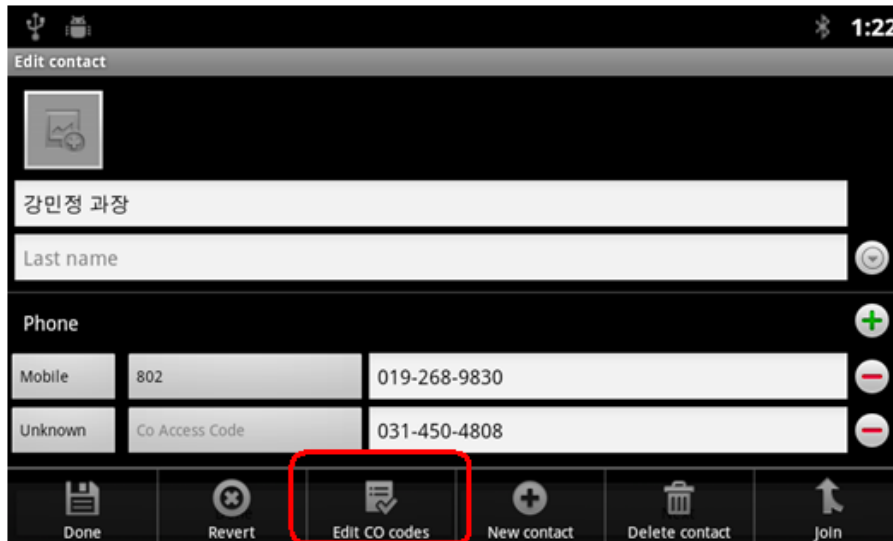 1:22
Edit contact
강민정 과장
Last name
Phone
Mobile 802 019-268-9830
Unknown Co Access Code 031-450-4808
Done Revert Edit CO codes New contact Delete contact Join